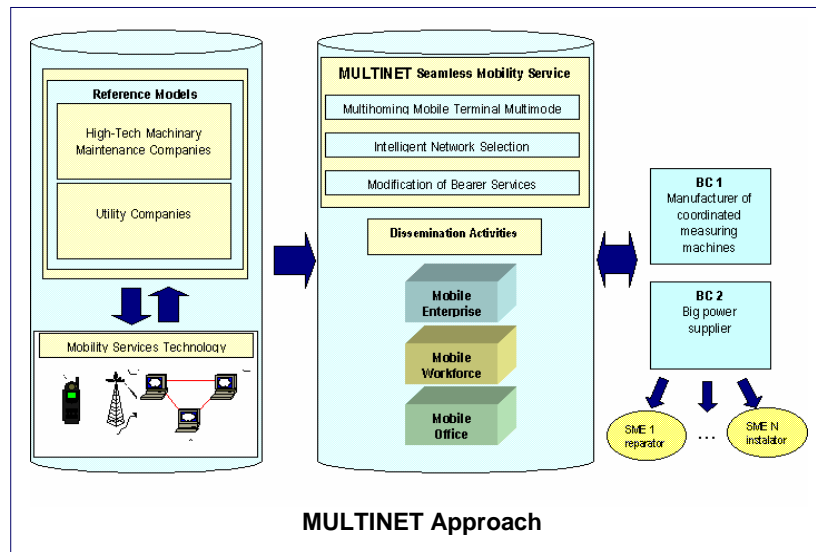 Reference Models
High-Tech Machinary
Maintenance Companies
Utility Companies
Mobility Services Technology
MULTINET Seamless Mobility Service
Multihoming Mobile Terminal Multimode
Intelligent Network Selection
Modification of Bearer Services
Dissemination Activities
Mobile
Enterprise
Mobile
Workforce
Mobile
Office
BC 1
Manufacturer of
coordinated
measuring
machines
BC 2
Big power
supplier
SME 1
reparator
...
SME N
instalator
MULTINET Approach